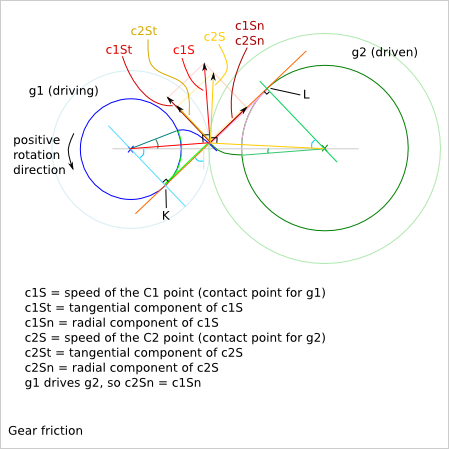 c1Sn
c2St
c2S
c2Sn
c1St
c1S
g2 (driven)
g1 (driving)
L
positive
rotation
direction
K
c1S = speed of the C1 point (contact point for g1)
c1St = tangential component of c1S
c1Sn = radial component of c1S
c2S = speed of the C2 point (contact point for g2)
c2St = tangential component of c2S
c2Sn = radial component of c2S
g1 drives g2, so c2Sn = c1Sn
Gear friction